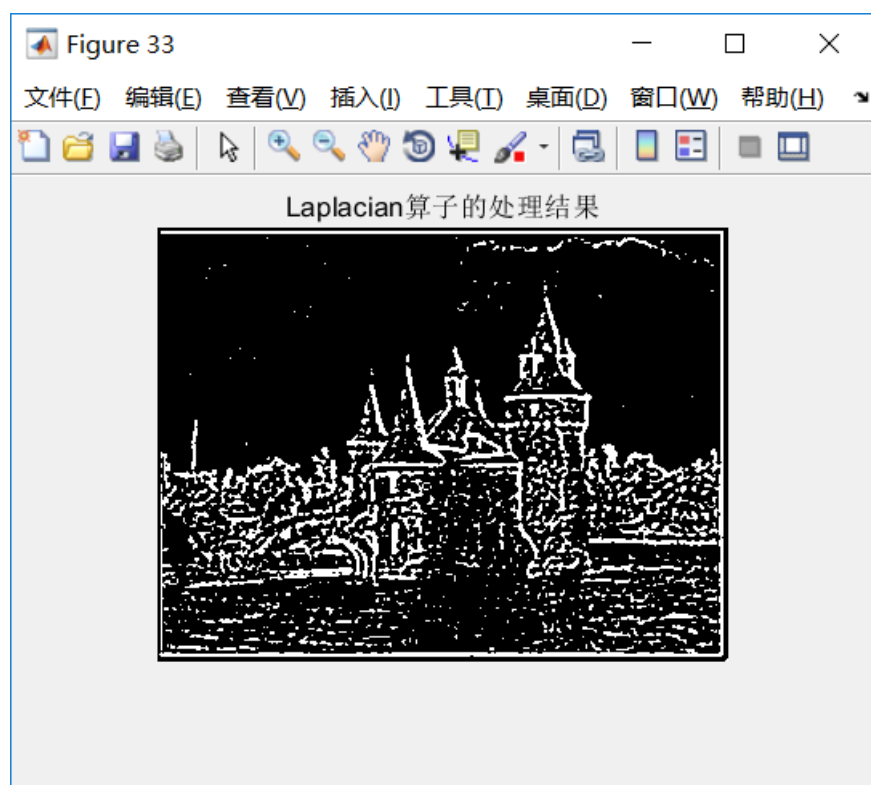 Figure 33
文件(F) 编辑(E) 查看(V) 插入(I) 工具(T) 桌面(D) 窗口(W) 帮助(H)
Laplacian算子的处理结果